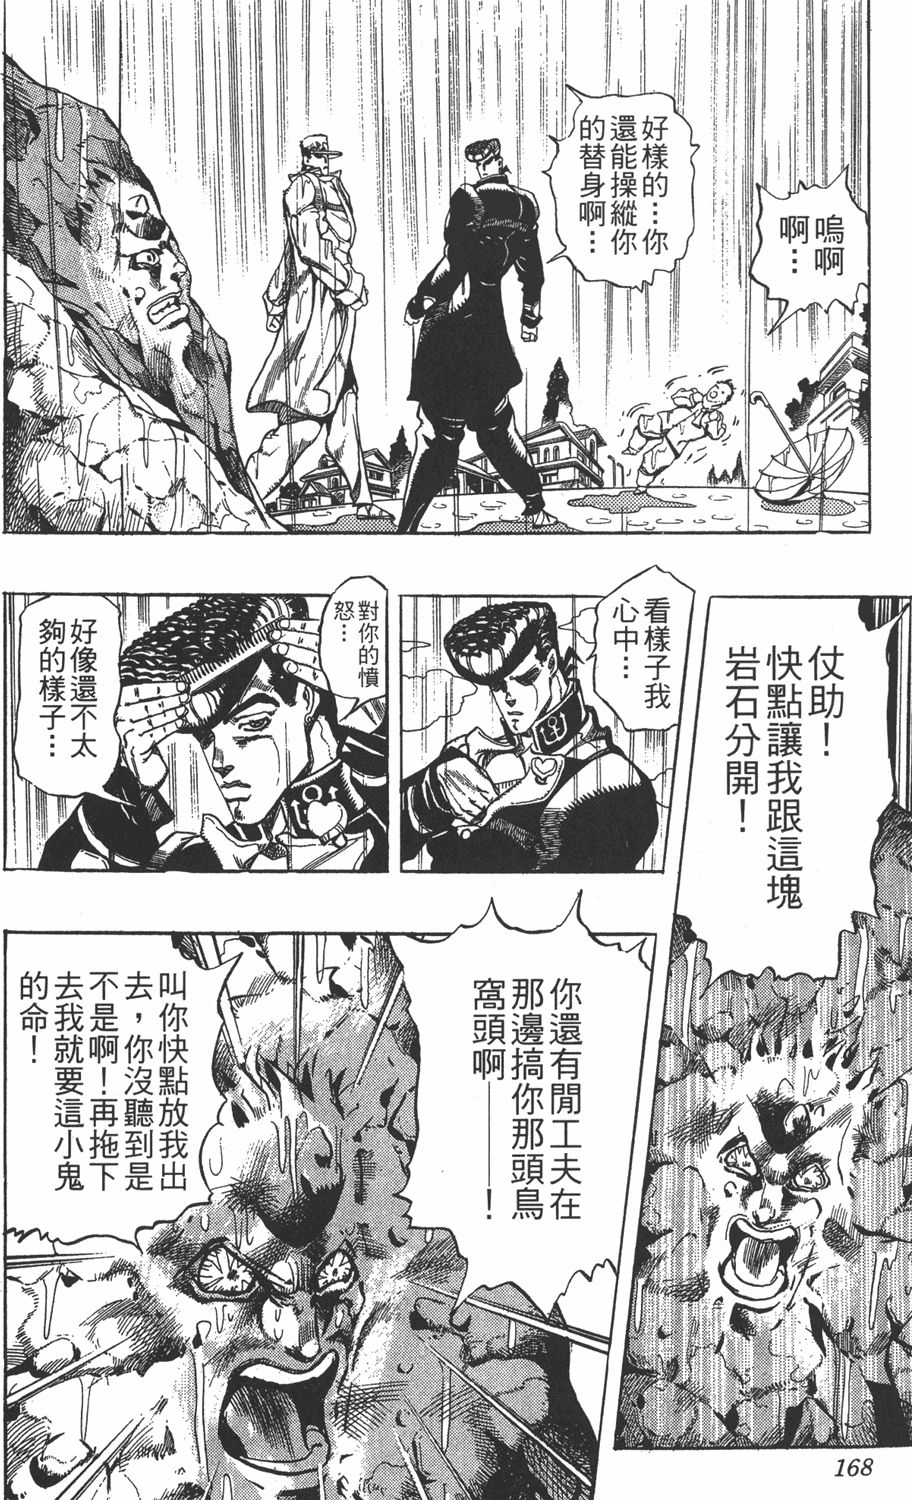 嗚啊
啊…
好樣的…你
還能操縱你
的替身啊…
仗助！
快點讓我跟這塊
岩石分開！
看樣子我
心中…
對你的憤
怒…
好像還不太
夠的樣子…
你還有閒工夫在
那邊搞你那頭鳥
窩頭啊——！
叫你快點放我出
去，你沒聽到是
不是啊！再拖下
去我就要這小鬼
的命！
168